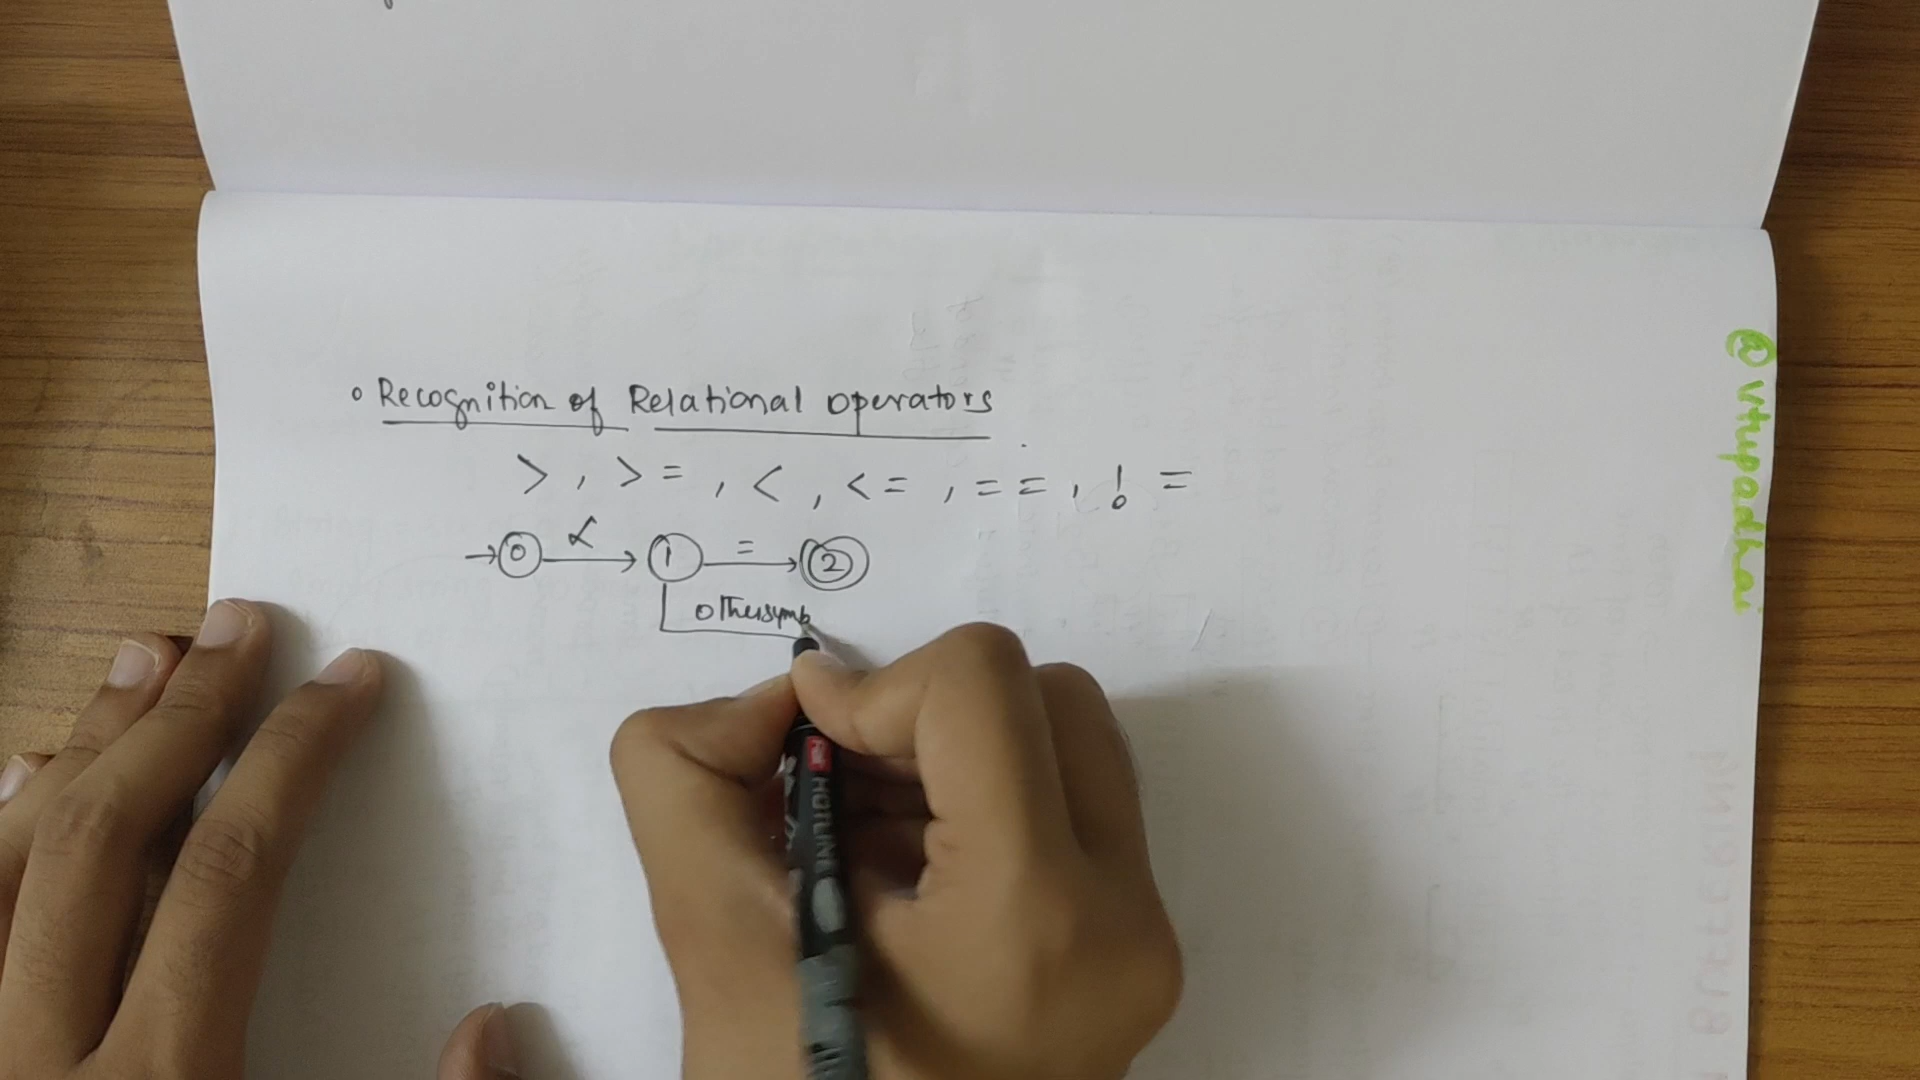 o Recognition of Relational operators
> , >= , < , <= , == , ! =
→ 0 < → 1 = → 2
othersymb
@vtupadhai
HOTLINE